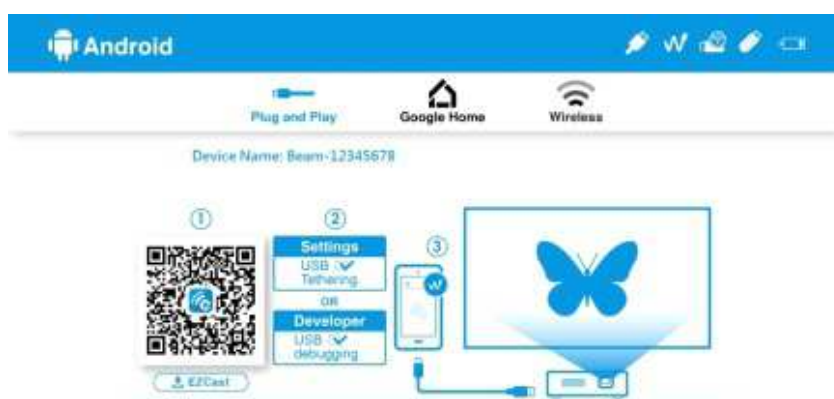 Android
Plug and Play
Google Home
Wireless
Device Name: Beam-12345678
①
②
③
Settings
USB
Tethering
OR
Developer
USB
debugging
EZCast